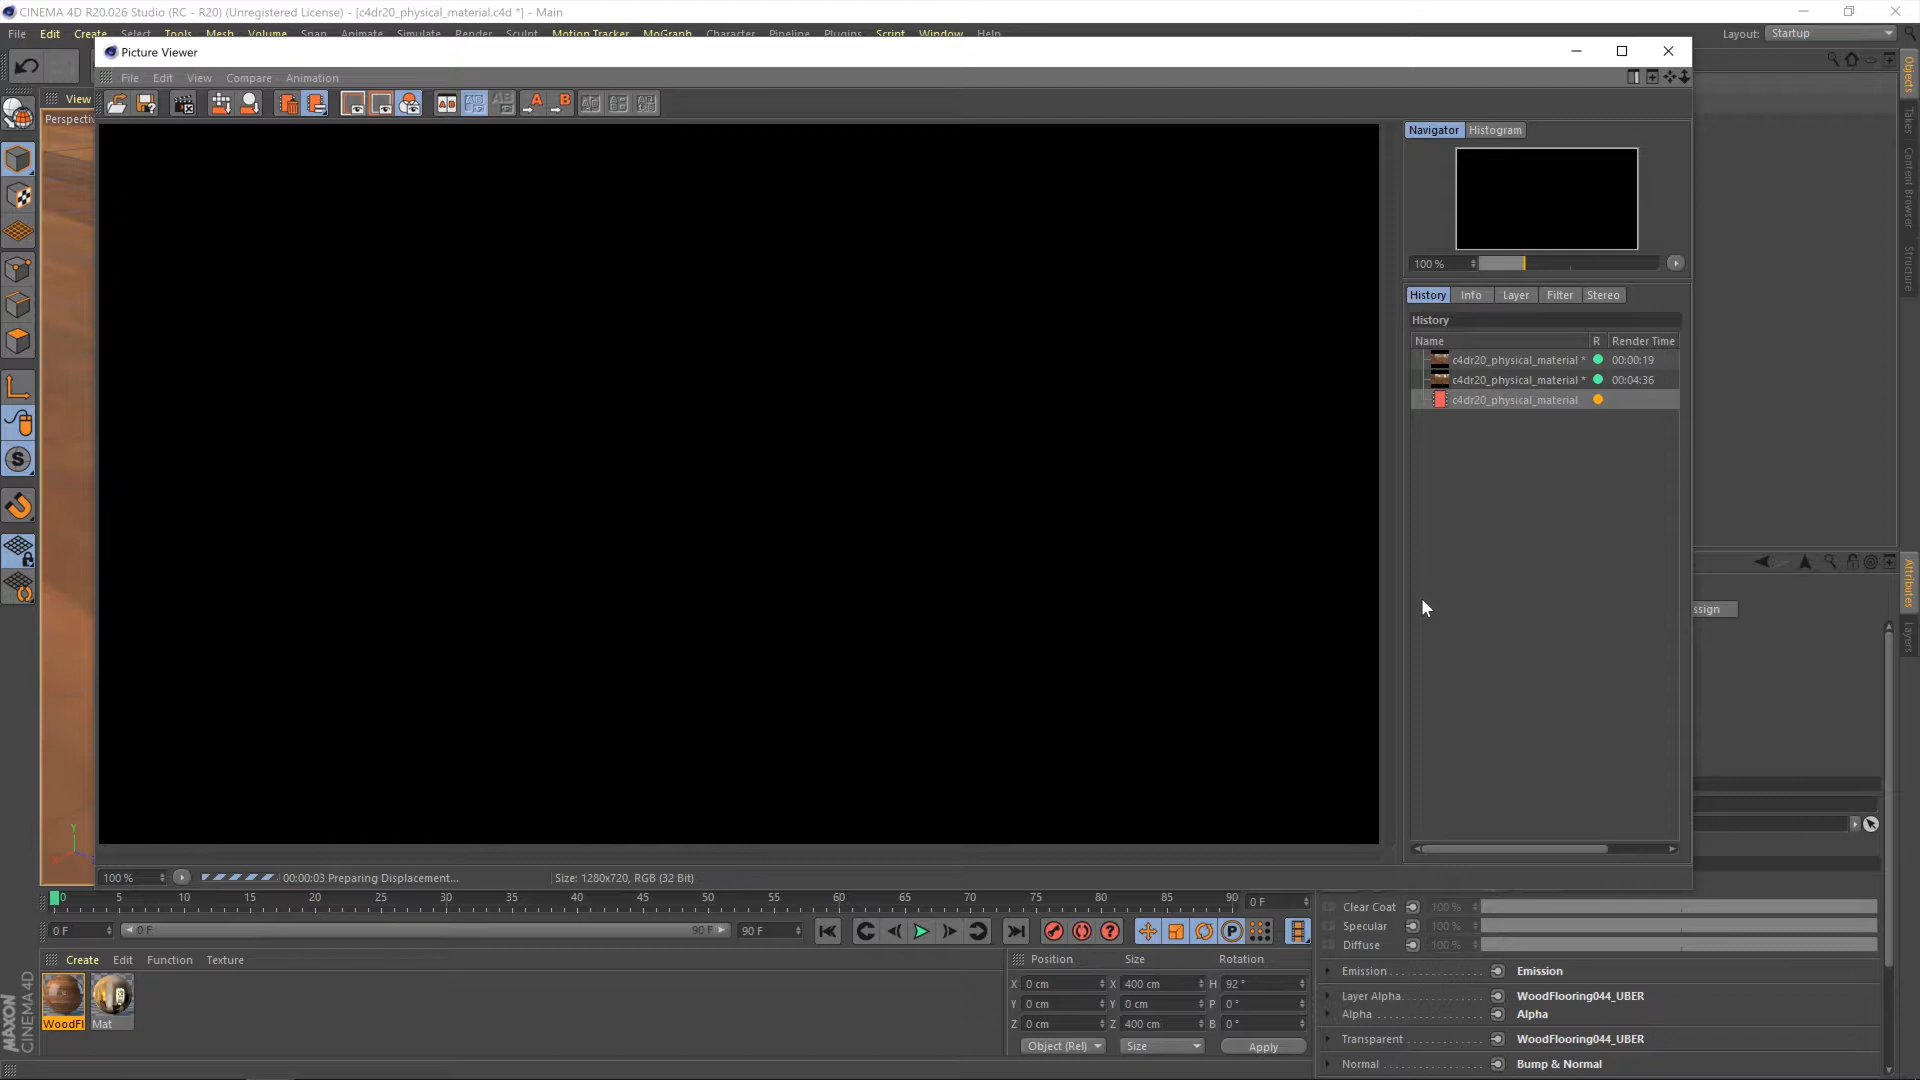 CINEMA 4D R20.026 Studio (RC - R20) (Unregistered License) - [c4dr20_physical_material.c4d *] - Main
File Edit Create Select Tools Mesh Volume Snap Animate Simulate Render Sculpt Motion Tracker MoGraph Character Pipeline Plugins Script Window Help
Layout: Startup
Picture Viewer
File Edit View Compare Animation
View
Perspectiv
Navigator Histogram
100 %
History Info Layer Filter Stereo
History
Name R Render Time
c4dr20_physical_material * 00:00:19
c4dr20_physical_material * 00:04:36
c4dr20_physical_material
Objects
Takes
Content Browser
Structure
Attributes
Layers
ssign
100 % 00:00:03 Preparing Displacement... Size: 1280x720, RGB (32 Bit)
0 5 10 15 20 25 30 35 40 45 50 55 60 65 70 75 80 85 90 0 F
0 F 0 F 90 F 90 F
Create Edit Function Texture
WoodFl Mat
Position Size Rotation
X 0 cm X 400 cm H 92 °
Y 0 cm Y 0 cm P 0 °
Z 0 cm Z 400 cm B 0 °
Object (Rel) Size Apply
Clear Coat 100 %
Specular 100 %
Diffuse 100 %
Emission Emission
Layer Alpha WoodFlooring044_UBER
Alpha Alpha
Transparent WoodFlooring044_UBER
Normal Bump & Normal
MAXON
CINEMA 4D